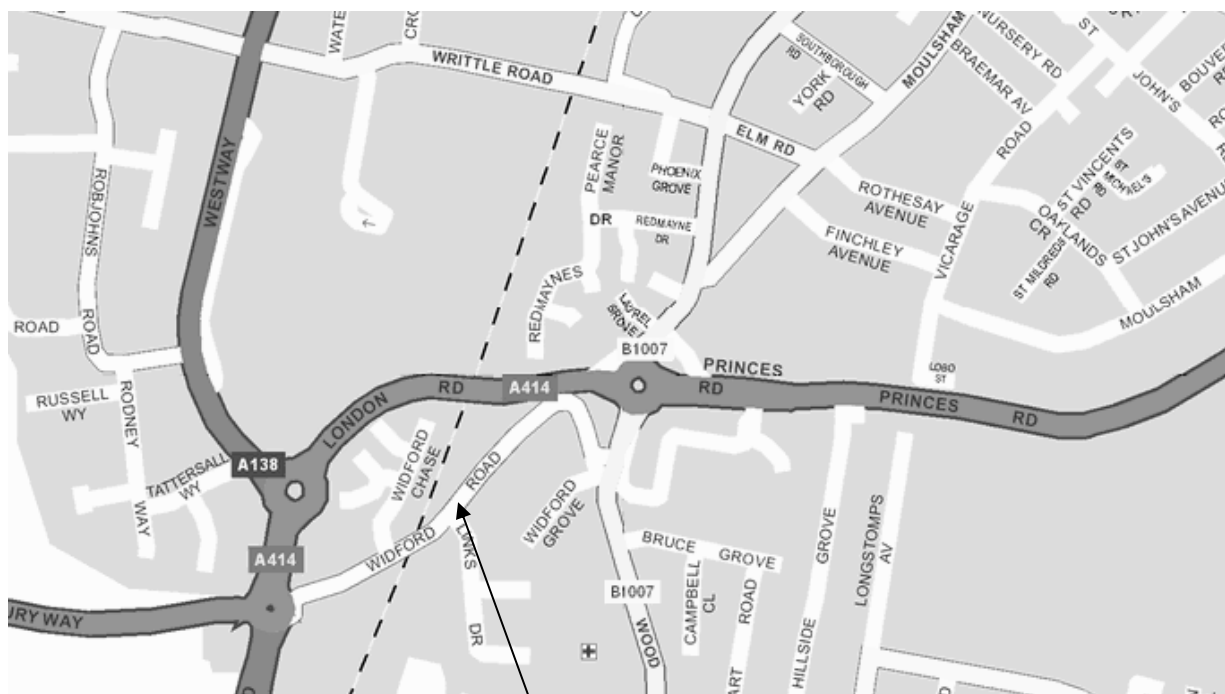 WATE
CRO
NURSERY RD
BRAEMAR AV
ST
JOHN'S
BOUVE
SOUTHBOROUGH
RD
YORK
RD
MOULSHAM
WRITTLE ROAD
ELM RD
ROAD
ROBJOHNS
ROAD
WESTWAY
PEARCE
MANOR
PHOENIX
GROVE
DR
REDMAYNE
DR
ROTHESAY
AVENUE
FINCHLEY
AVENUE
VICARAGE
ST VINCENTS
RD
ST
MICHAEL'S
RD
OAKLANDS
CR
ST MILDREDS
RD
ST JOHN'S AVENUE
MOULSHAM
REDMAYNES
LAUREL
GROVE
B1007
ROAD
PRINCES
RD
LOBO
ST
PRINCES
RD
RD
A414
LONDON
RUSSELL
WY
RODNEY
WAY
A138
TATTERSALL
WY
WIDFORD
CHASE
ROAD
WIDFORD
WIDFORD
GROVE
LINKS
DR
A414
URY WAY
BRUCE GROVE
CAMPBELL
CL
ROAD
ART
GROVE
HILLSIDE
LONGSTOMPS
AV
B1007
WOOD